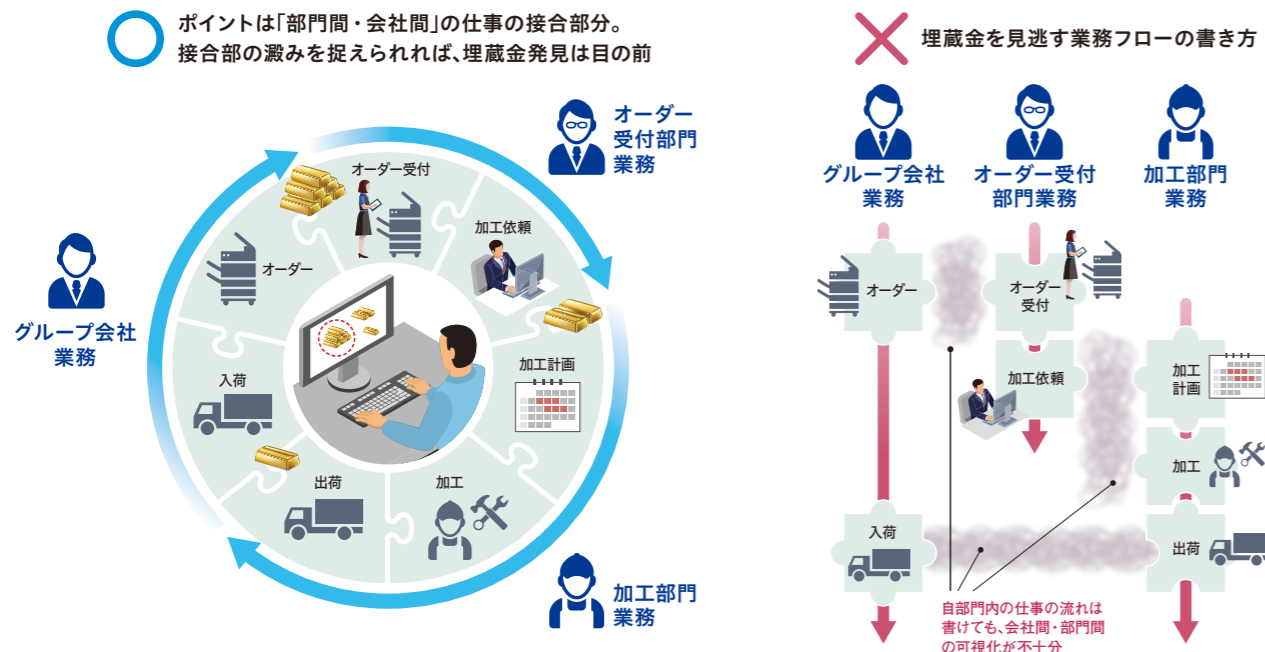 ポイントは「部門間・会社間」の仕事の接合部分。
接合部の澱みを捉えられれば、埋蔵金発見は目の前
オーダー
受付部門
業務
グループ会社
業務
加工部門
業務
オーダー受付
加工依頼
加工計画
加工
出荷
入荷
オーダー
埋蔵金を見逃す業務フローの書き方
グループ会社
業務
オーダー受付
部門業務
加工部門
業務
オーダー
オーダー
受付
加工依頼
加工
計画
加工
入荷
出荷
自部門内の仕事の流れは
書けても、会社間・部門間
の可視化が不十分